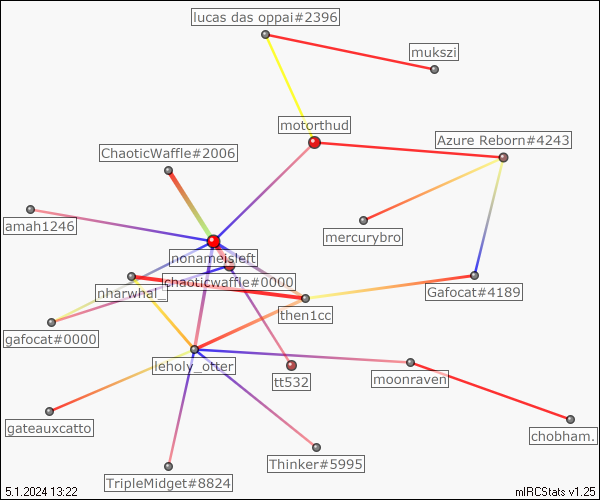 lucas das oppai#2396
mukszi
motorthud
Azure Reborn#4243
ChaoticWaffle#2006
amah1246
mercurybro
nonameisleft
chaoticwaffle#0000
nharwhal_
Gafocat#4189
then1cc
gafocat#0000
leholy_otter
tt532
moonraven
gateauxcatto
chobham.
Thinker#5995
TripleMidget#8824
5.1.2024 13:22
mIRCStats v1.25